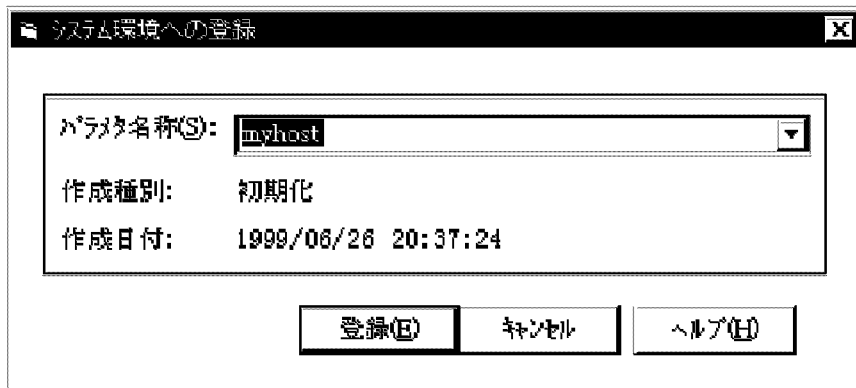 システム環境への登録
パラメタ名称(S): myhost
作成種別: 初期化
作成日付: 1999/06/26 20:37:24
登録(E) キャンセル ヘルプ(H)